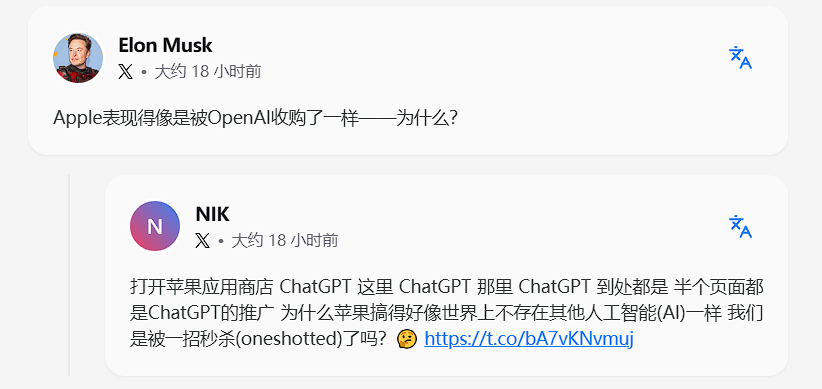 Elon Musk
X • 大约 18 小时前
Apple表现得像是被OpenAI收购了一样——为什么?
N
NIK
X • 大约 18 小时前
打开苹果应用商店 ChatGPT 这里 ChatGPT 那里 ChatGPT 到处都是 半个页面都
是ChatGPT的推广 为什么苹果搞得好像世界上不存在其他人工智能(AI)一样 我们
是被一招秒杀(oneshotted)了吗? 🤔 https://t.co/bA7vKNvmuj